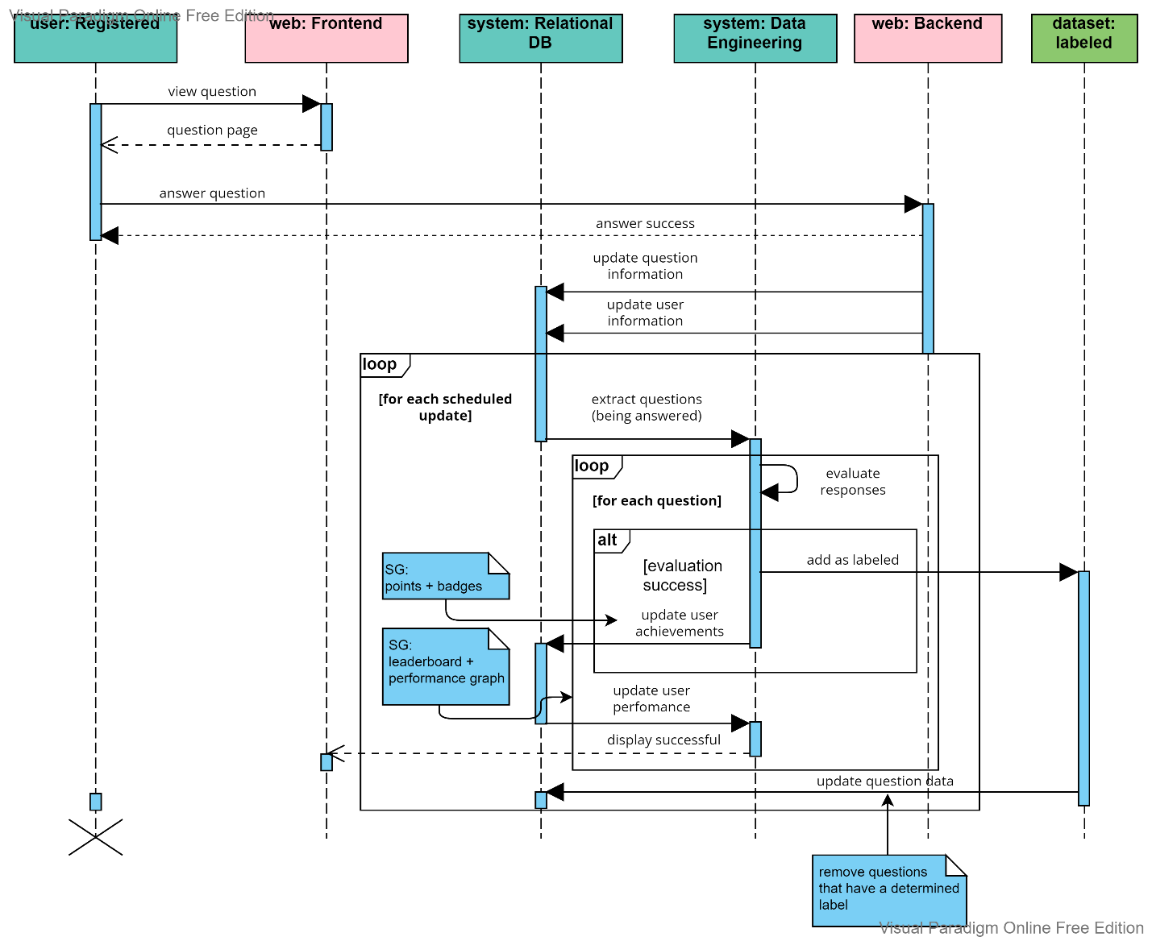 Visual Paradigm Online Free Edition
user: Registered
web: Frontend
system: Relational
DB
system: Data
Engineering
web: Backend
dataset:
labeled
view question
question page
answer question
answer success
update question
information
update user
information
loop
[for each scheduled
update]
extract questions
(being answered)
loop
[for each question]
evaluate
responses
alt
[evaluation
success]
add as labeled
SG:
points + badges
update user
achievements
SG:
leaderboard +
performance graph
update user
perfomance
display successful
update question data
remove questions
that have a determined
label
Visual Paradigm Online Free Edition